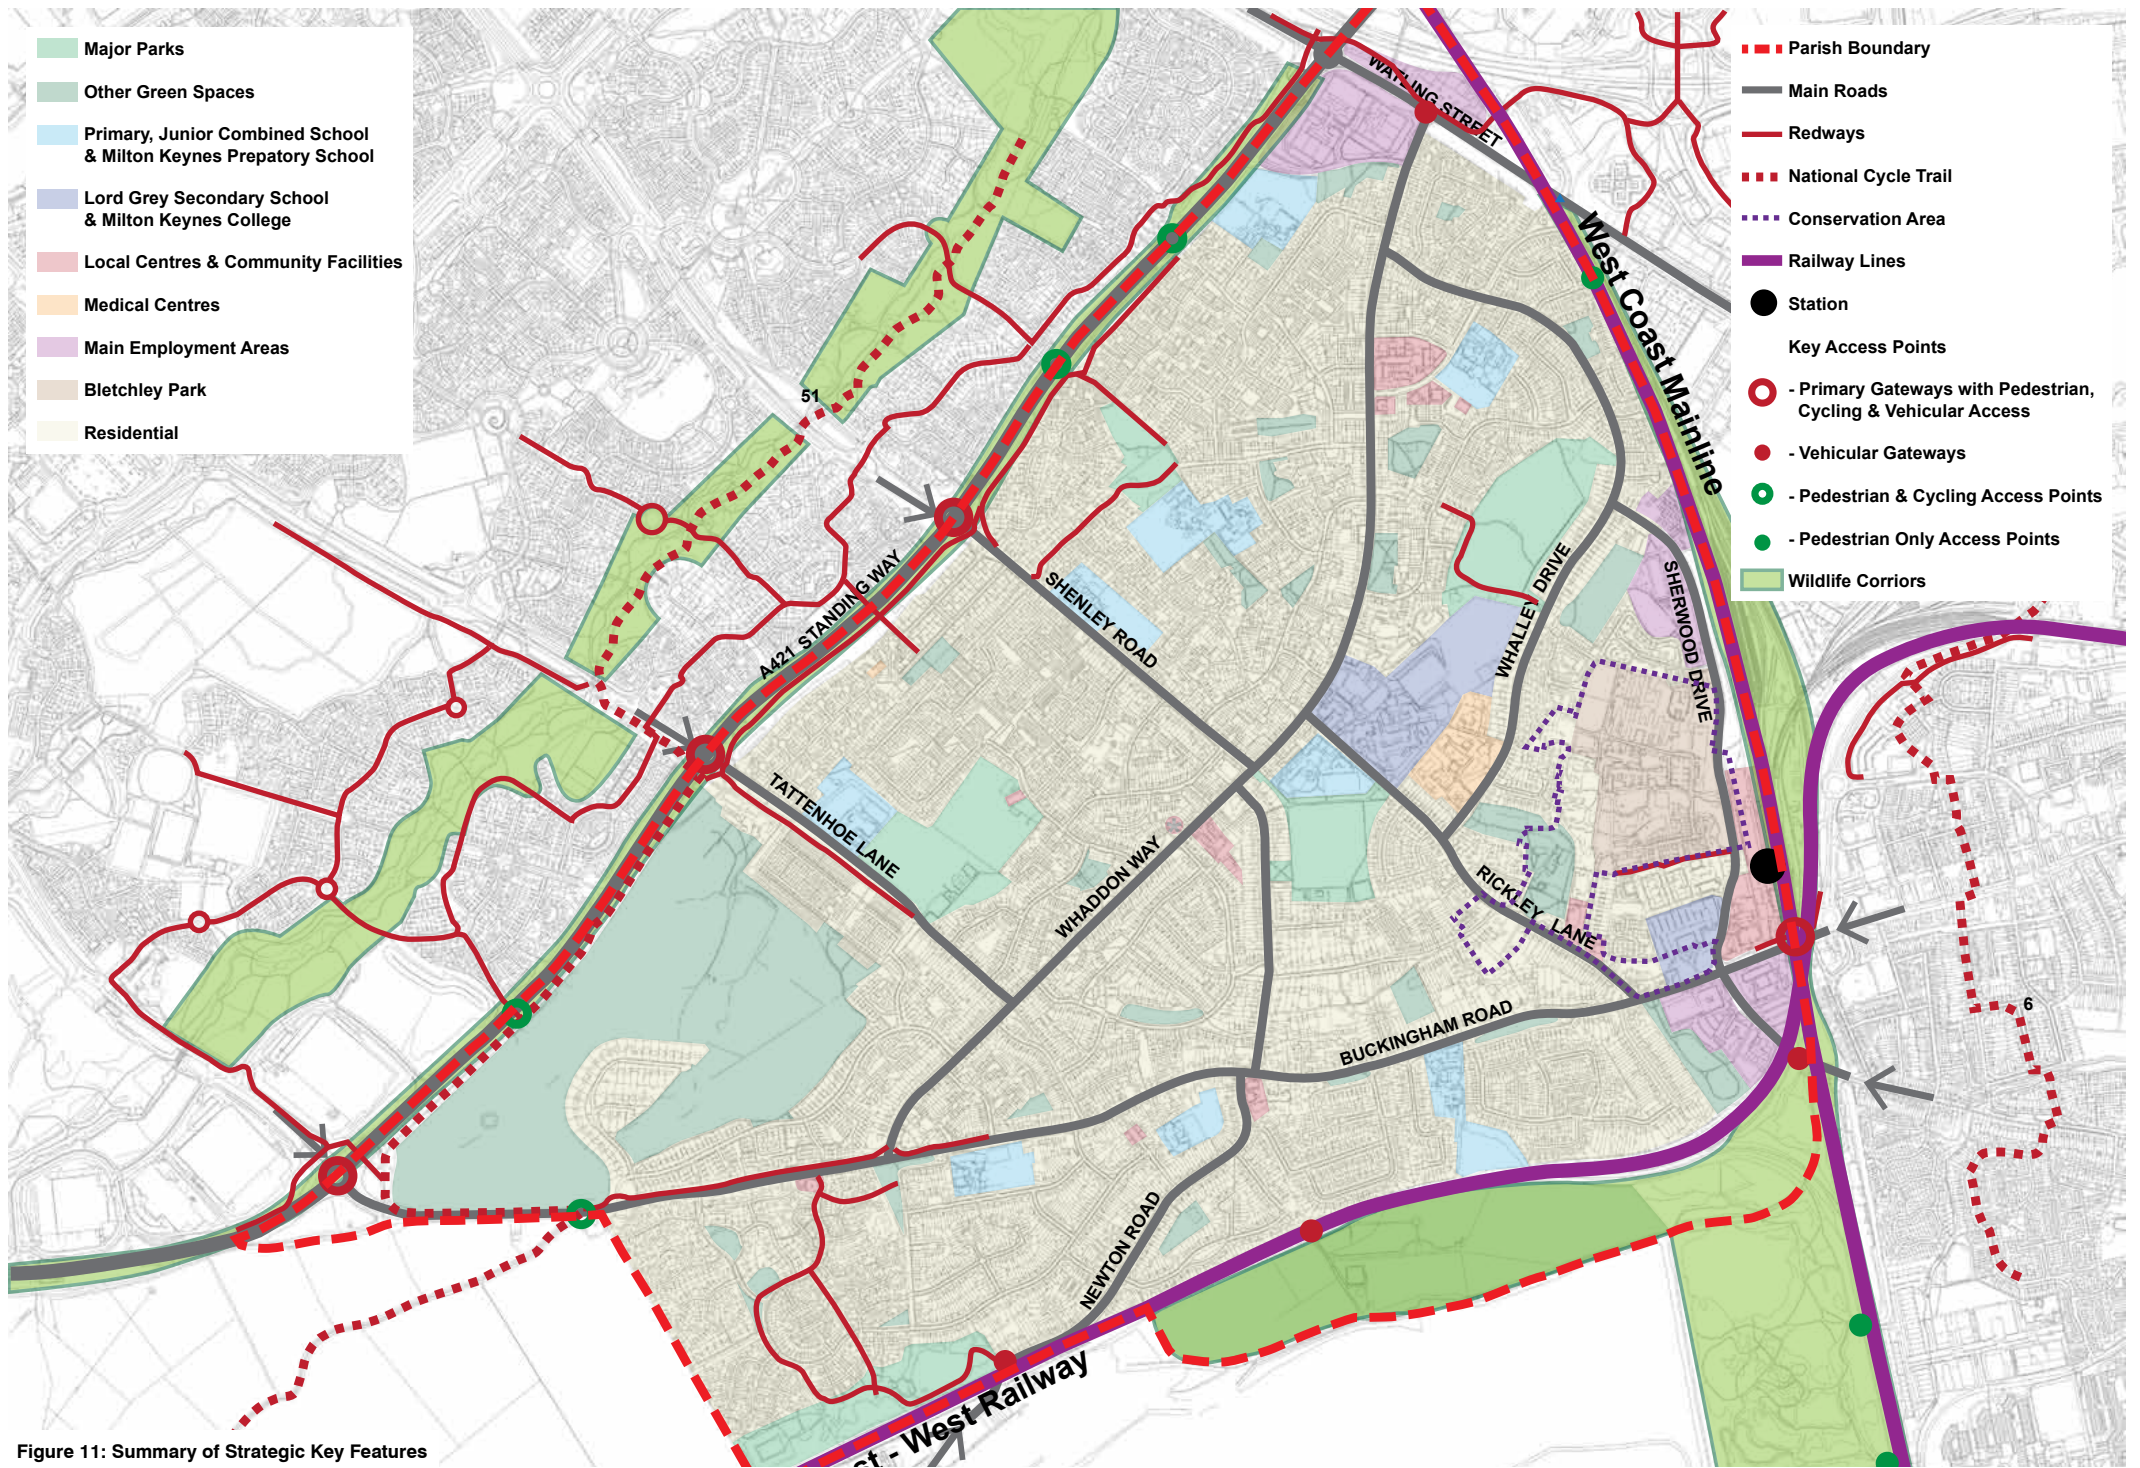 Major Parks
Other Green Spaces
Primary, Junior Combined School
& Milton Keynes Prepatory School
Lord Grey Secondary School
& Milton Keynes College
Local Centres & Community Facilities
Medical Centres
Main Employment Areas
Bletchley Park
Residential
Parish Boundary
Main Roads
Redways
National Cycle Trail
Conservation Area
Railway Lines
Station
Key Access Points
- Primary Gateways with Pedestrian,
Cycling & Vehicular Access
- Vehicular Gateways
- Pedestrian & Cycling Access Points
- Pedestrian Only Access Points
Wildlife Corriors
WATLING STREET
West Coast Mainline
51
A421 STANDING WAY
SHENLEY ROAD
WHALLEY DRIVE
SHERWOOD DRIVE
TATTENHOE LANE
WHADDON WAY
RICKLEY LANE
BUCKINGHAM ROAD
6
NEWTON ROAD
st - West Railway
Figure 11: Summary of Strategic Key Features